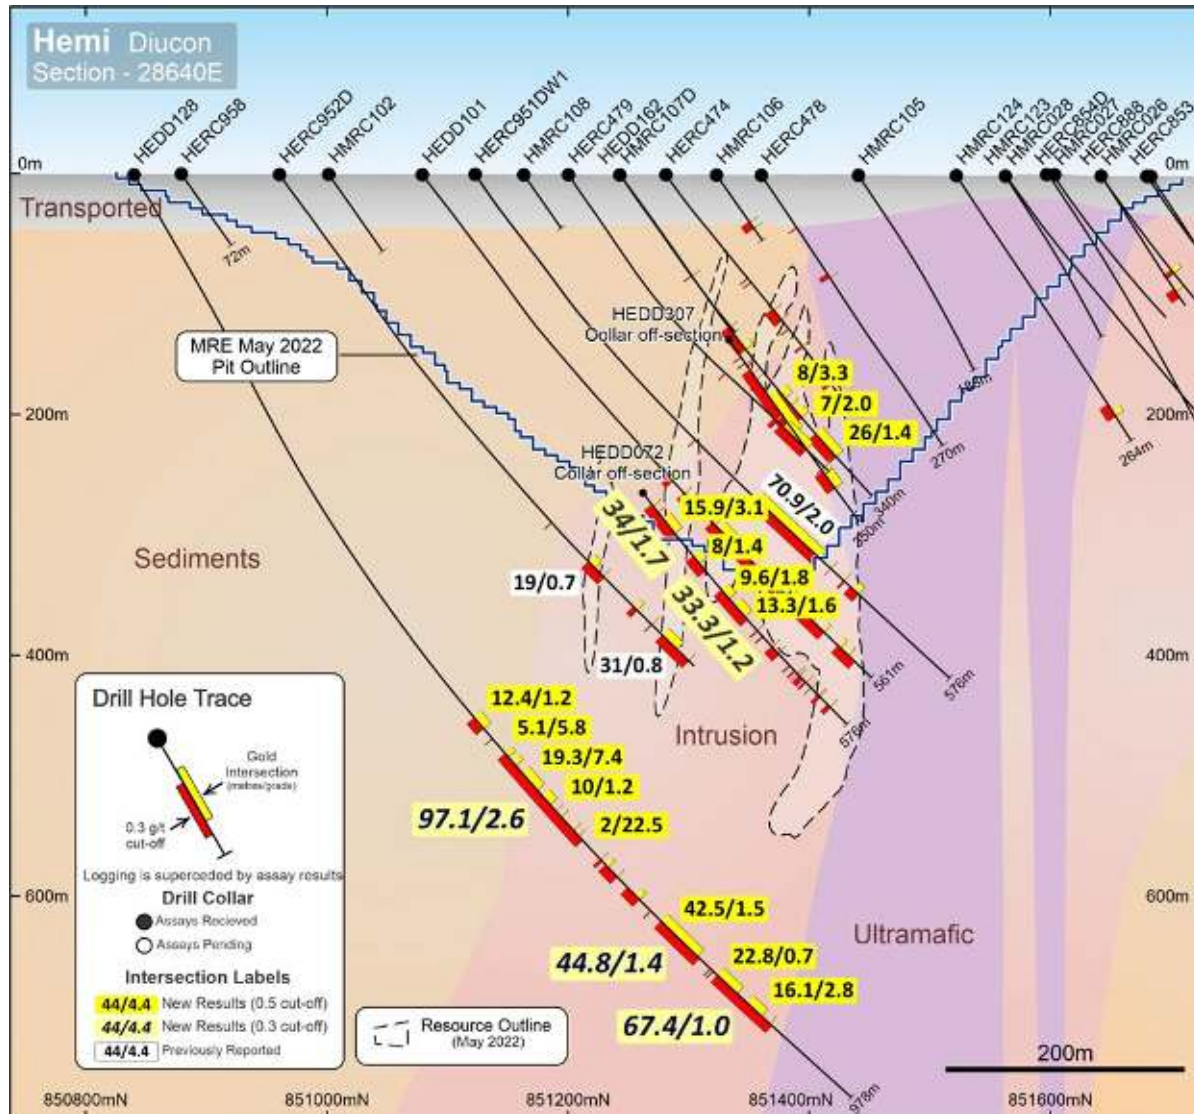 Hemi Diucon
Section - 28640E
HEDD128
HERC958
HERC952D
HMRC102
HEDD101
HERC951DW1
HMRC108
HERC479
HEDD162
HMRC107D
HERC474
HMRC106
HERC478
HMRC105
HMRC124
HMRC123
HMRC028
HERC854D
HMRC027
HERC888
HMRC026
HERC853
0m
0m
Transported
72m
MRE May 2022
Pit Outline
HEDD307
Collar off-section
8/3.3
7/2.0
26/1.4
200m
200m
270m
264m
HEDD072
Collar off-section
70.9/2.0
340m
350m
15.9/3.1
34/1.7
8/1.4
Sediments
9.6/1.8
19/0.7
13.3/1.6
33.3/1.2
31/0.8
400m
400m
561m
576m
576m
Intrusion
Drill Hole Trace
Gold
Intersection
(metres/grade)
0.3 g/t
cut-off
Logging is superceded by assay results
Drill Collar
Assays Recieved
Assays Pending
Intersection Labels
44/4.4 New Results (0.5 cut-off)
44/4.4 New Results (0.3 cut-off)
44/4.4 Previously Reported
12.4/1.2
5.1/5.8
19.3/7.4
10/1.2
97.1/2.6
2/22.5
600m
600m
42.5/1.5
Ultramafic
44.8/1.4
22.8/0.7
16.1/2.8
67.4/1.0
Resource Outline
(May 2022)
200m
978m
850800mN
851000mN
851200mN
851400mN
851600mN